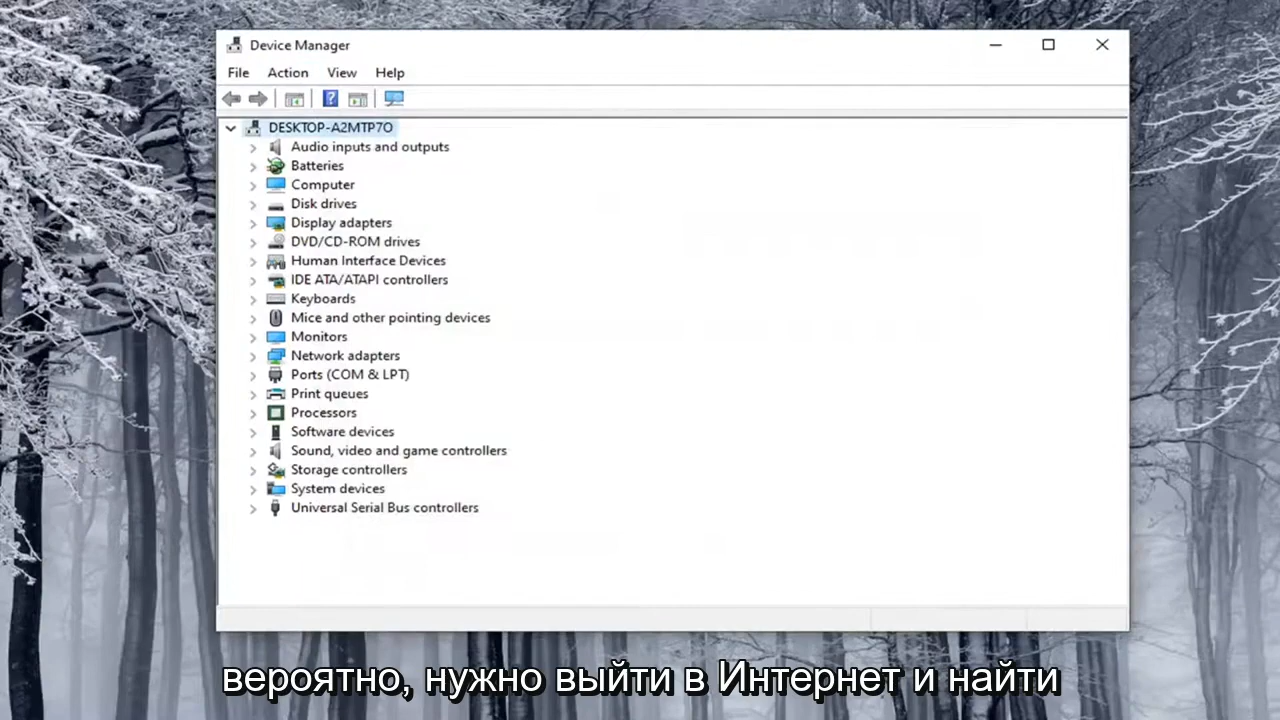 Device Manager
File Action View Help
DESKTOP-A2MTP7O
Audio inputs and outputs
Batteries
Computer
Disk drives
Display adapters
DVD/CD-ROM drives
Human Interface Devices
IDE ATA/ATAPI controllers
Keyboards
Mice and other pointing devices
Monitors
Network adapters
Ports (COM & LPT)
Print queues
Processors
Software devices
Sound, video and game controllers
Storage controllers
System devices
Universal Serial Bus controllers
вероятно, нужно выйти в Интернет и найти